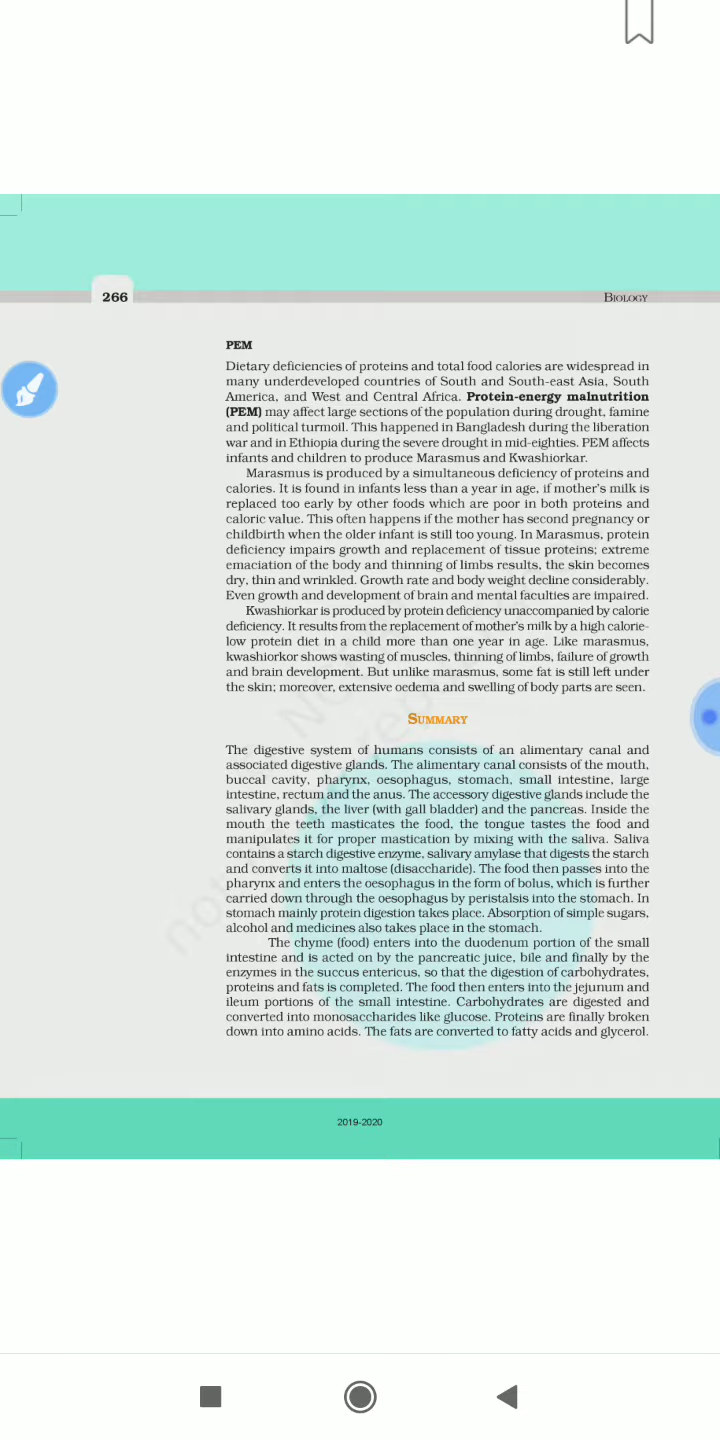 266
BIOLOGY
PEM
Dietary deficiencies of proteins and total food calories are widespread in
many underdeveloped countries of South and South-east Asia, South
America, and West and Central Africa. Protein-energy malnutrition
(PEM) may affect large sections of the population during drought, famine
and political turmoil. This happened in Bangladesh during the liberation
war and in Ethiopia during the severe drought in mid-eighties. PEM affects
infants and children to produce Marasmus and Kwashiorkar.
Marasmus is produced by a simultaneous deficiency of proteins and
calories. It is found in infants less than a year in age, if mother's milk is
replaced too early by other foods which are poor in both proteins and
caloric value. This often happens if the mother has second pregnancy or
childbirth when the older infant is still too young. In Marasmus, protein
deficiency impairs growth and replacement of tissue proteins; extreme
emaciation of the body and thinning of limbs results, the skin becomes
dry, thin and wrinkled. Growth rate and body weight decline considerably.
Even growth and development of brain and mental faculties are impaired.
Kwashiorkar is produced by protein deficiency unaccompanied by calorie
deficiency. It results from the replacement of mother's milk by a high calorie-
low protein diet in a child more than one year in age. Like marasmus,
kwashiorkor shows wasting of muscles, thinning of limbs, failure of growth
and brain development. But unlike marasmus, some fat is still left under
the skin; moreover, extensive oedema and swelling of body parts are seen.
SUMMARY
The digestive system of humans consists of an alimentary canal and
associated digestive glands. The alimentary canal consists of the mouth,
buccal cavity, pharynx, oesophagus, stomach, small intestine, large
intestine, rectum and the anus. The accessory digestive glands include the
salivary glands, the liver (with gall bladder) and the pancreas. Inside the
mouth the teeth masticates the food, the tongue tastes the food and
manipulates it for proper mastication by mixing with the saliva. Saliva
contains a starch digestive enzyme, salivary amylase that digests the starch
and converts it into maltose (disaccharide). The food then passes into the
pharynx and enters the oesophagus in the form of bolus, which is further
carried down through the oesophagus by peristalsis into the stomach. In
stomach mainly protein digestion takes place. Absorption of simple sugars,
alcohol and medicines also takes place in the stomach.
The chyme (food) enters into the duodenum portion of the small
intestine and is acted on by the pancreatic juice, bile and finally by the
enzymes in the succus entericus, so that the digestion of carbohydrates,
proteins and fats is completed. The food then enters into the jejunum and
ileum portions of the small intestine. Carbohydrates are digested and
converted into monosaccharides like glucose. Proteins are finally broken
down into amino acids. The fats are converted to fatty acids and glycerol.
2019-2020